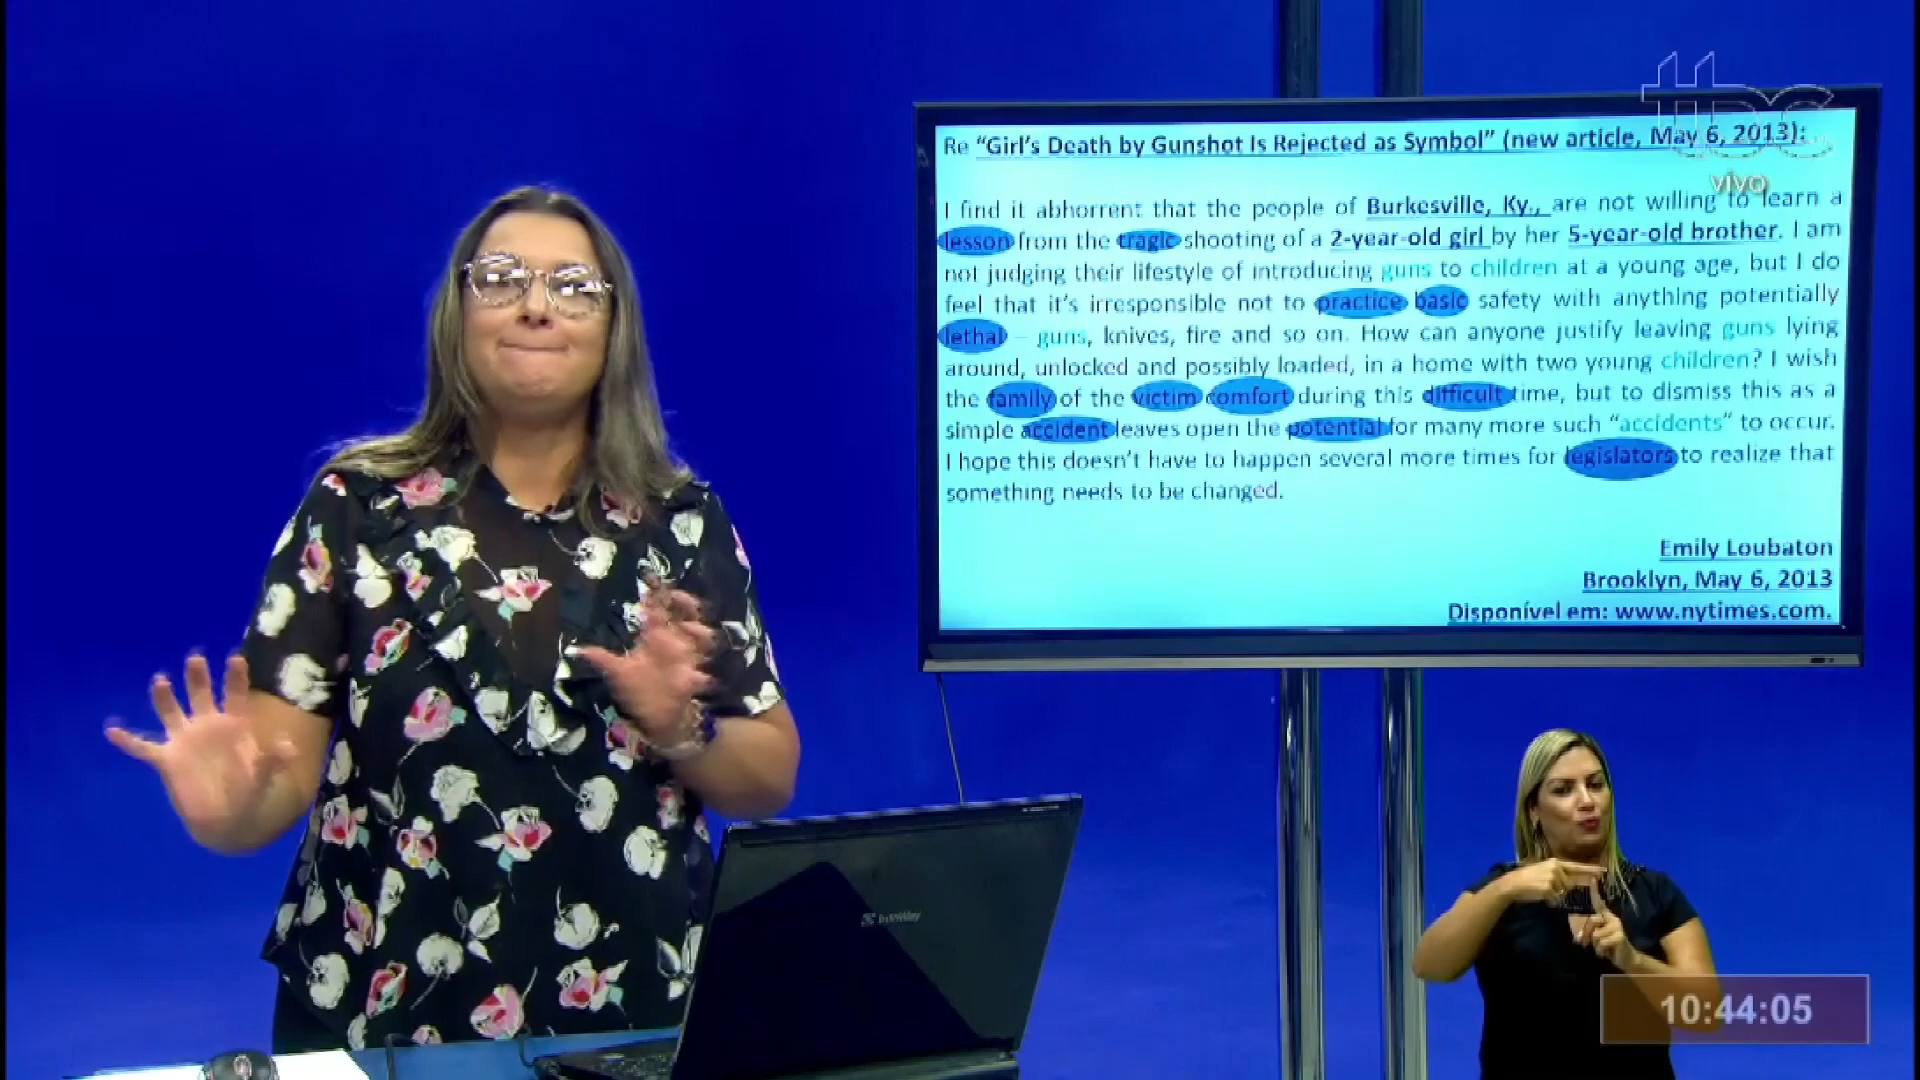 tbc
vivo
Re “Girl’s Death by Gunshot Is Rejected as Symbol” (new article, May 6, 2013):
I find it abhorrent that the people of Burkesville, Ky., are not willing to learn a
lesson from the tragic shooting of a 2-year-old girl by her 5-year-old brother. I am
not judging their lifestyle of introducing guns to children at a young age, but I do
feel that it’s irresponsible not to practice basic safety with anything potentially
lethal – guns, knives, fire and so on. How can anyone justify leaving guns lying
around, unlocked and possibly loaded, in a home with two young children? I wish
the family of the victim comfort during this difficult time, but to dismiss this as a
simple accident leaves open the potential for many more such “accidents” to occur.
I hope this doesn’t have to happen several more times for legislators to realize that
something needs to be changed.
Emily Loubaton
Brooklyn, May 6, 2013
Disponível em: www.nytimes.com.
10:44:05